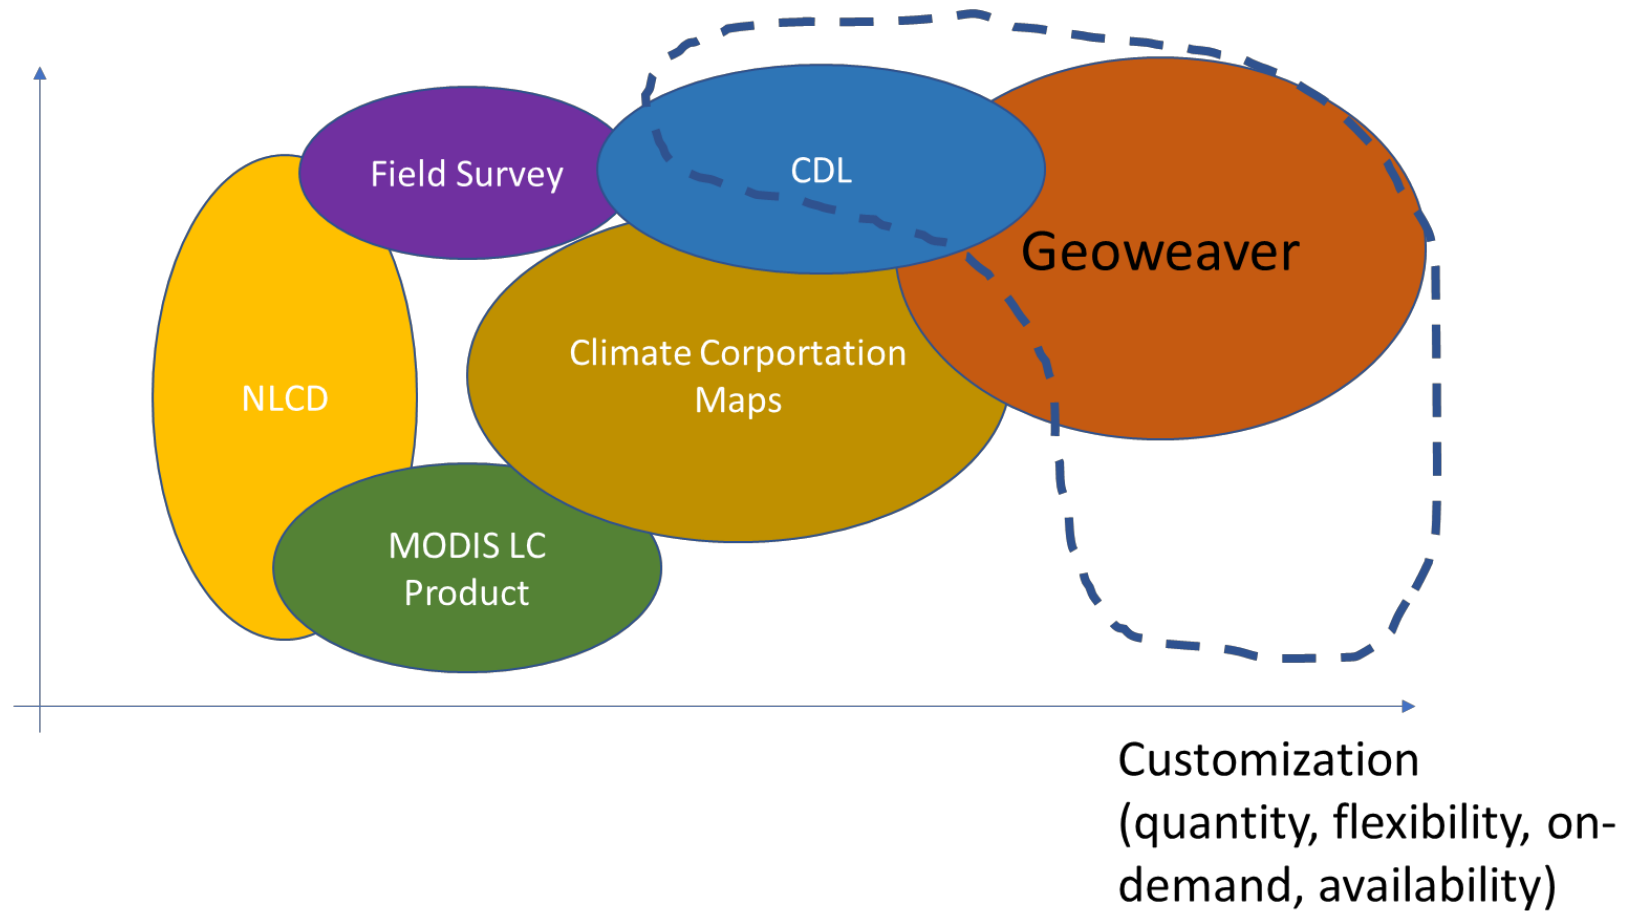 Field Survey
CDL
Geoweaver
Climate Corportation
Maps
NLCD
MODIS LC
Product
Customization
(quantity, flexibility, on-
demand, availability)